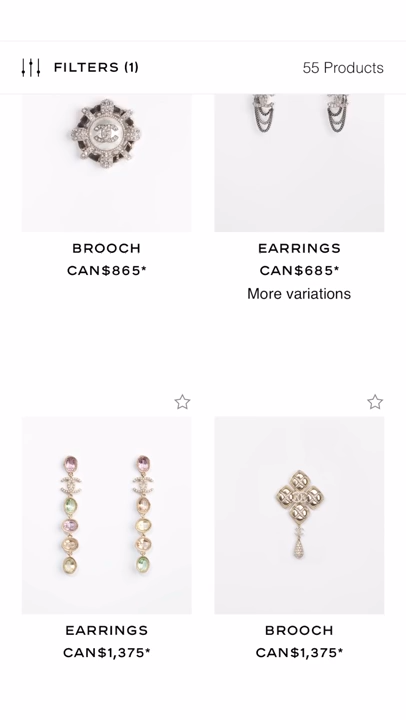 FILTERS (1)
55 Products
BROOCH
CAN$865*
EARRINGS
CAN$685*
More variations
EARRINGS
CAN$1,375*
BROOCH
CAN$1,375*